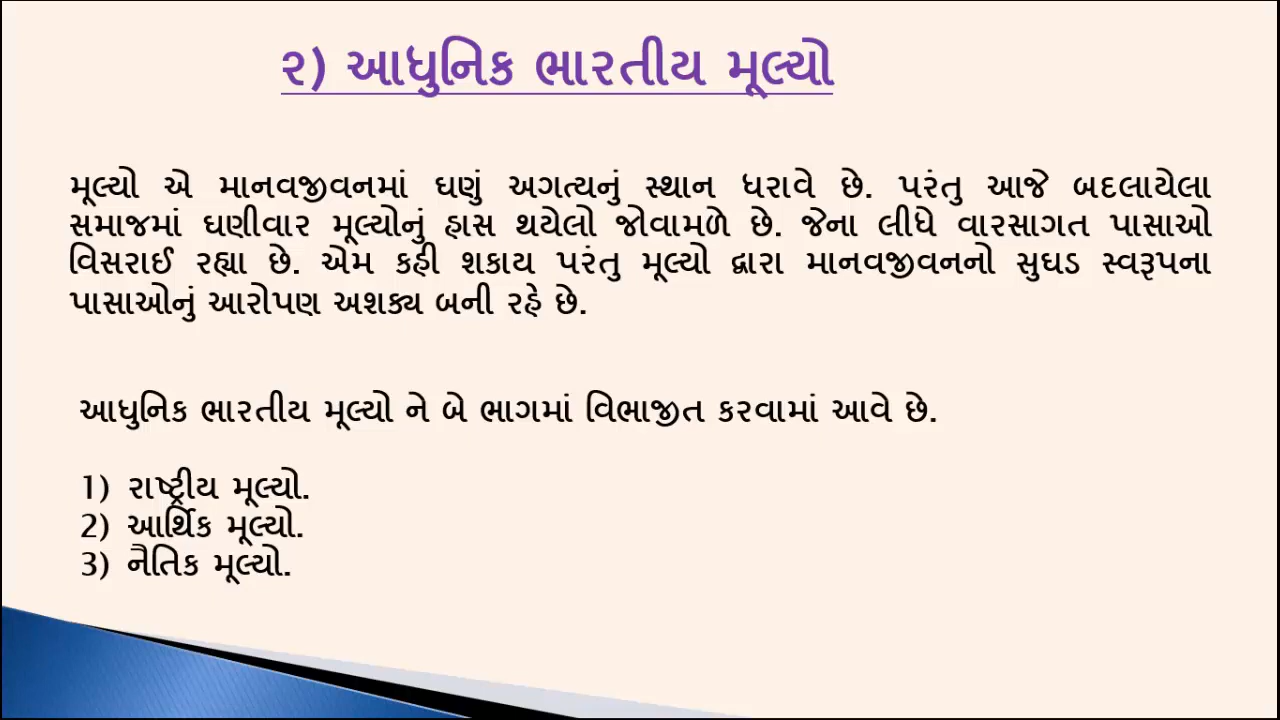 ૨) આધુનિક ભારતીય મૂલ્યો
મૂલ્યો એ માનવજીવનમાં ઘણું અગત્યનું સ્થાન ધરાવે છે. પરંતુ આજે બદલાયેલા
સમાજમાં ઘણીવાર મૂલ્યોનું હ્રાસ થયેલો જોવામળે છે. જેના લીધે વારસાગત પાસાઓ
વિસરાઈ રહ્યા છે. એમ કહી શકાય પરંતુ મૂલ્યો દ્વારા માનવજીવનનો સુઘડ સ્વરૂપના
પાસાઓનું આરોપણ અશક્ય બની રહે છે.
આધુનિક ભારતીય મૂલ્યો ને બે ભાગમાં વિભાજીત કરવામાં આવે છે.
1) રાષ્ટ્રીય મૂલ્યો.
2) આર્થિક મૂલ્યો.
3) નૈતિક મૂલ્યો.